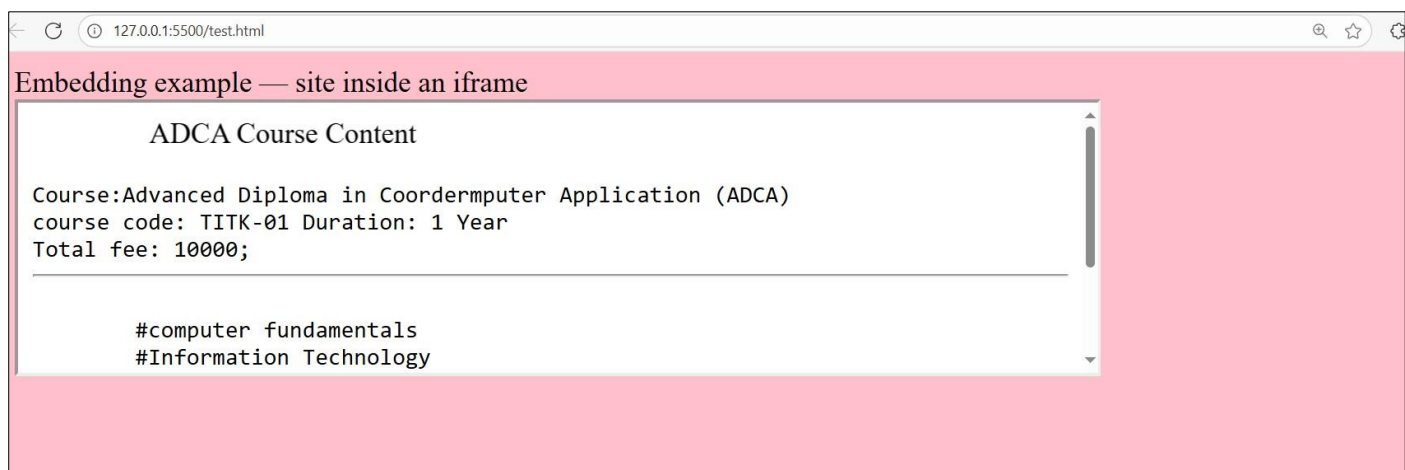 127.0.0.1:5500/test.html
Embedding example — site inside an iframe
ADCA Course Content
Course:Advanced Diploma in Coordermputer Application (ADCA)
course code: TITK-01 Duration: 1 Year
Total fee: 10000;
#computer fundamentals
#Information Technology